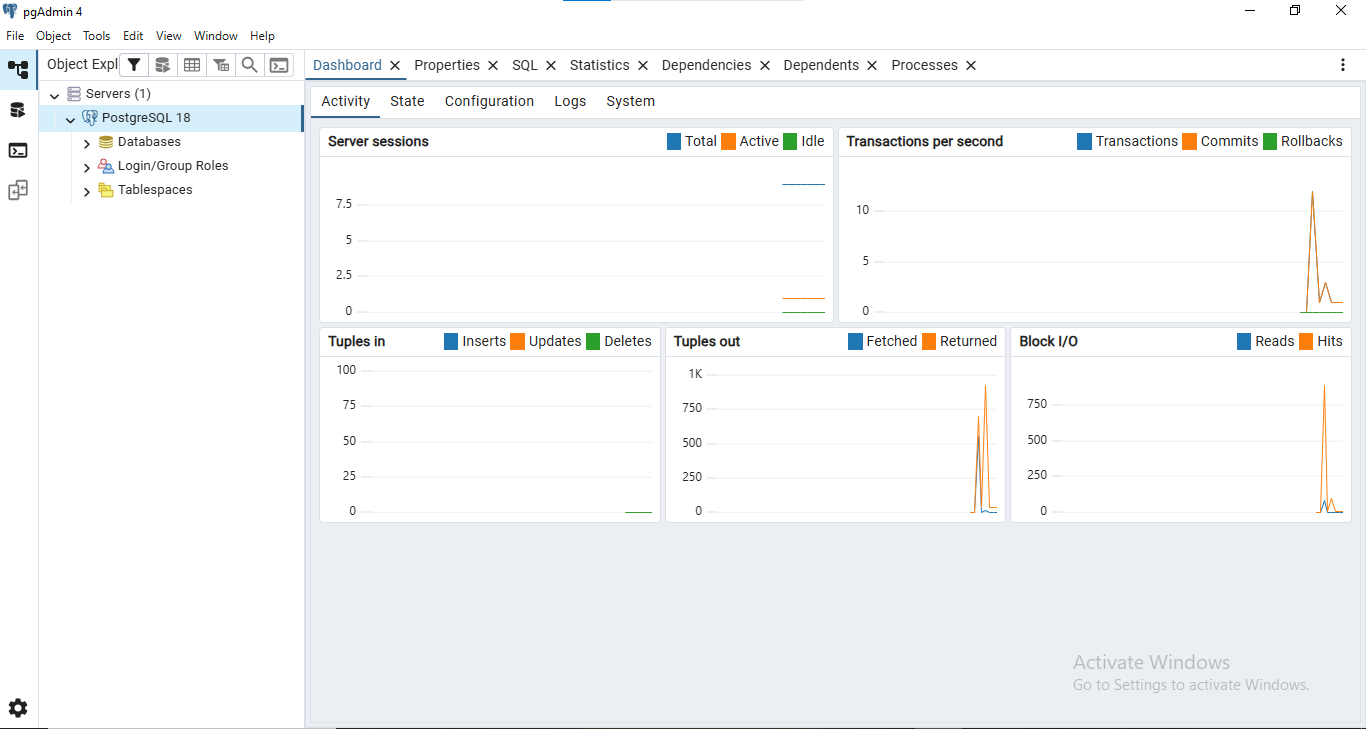 pgAdmin 4
File Object Tools Edit View Window Help
Object Expl
Dashboard Properties SQL Statistics Dependencies Dependents Processes
Servers (1)
PostgreSQL 18
Databases
Login/Group Roles
Tablespaces
Activity State Configuration Logs System
Server sessions Total Active Idle
7.5
5
2.5
0
Transactions per second Transactions Commits Rollbacks
10
5
0
Tuples in Inserts Updates Deletes
100
75
50
25
0
Tuples out Fetched Returned
1K
750
500
250
0
Block I/O Reads Hits
750
500
250
0
Activate Windows
Go to Settings to activate Windows.